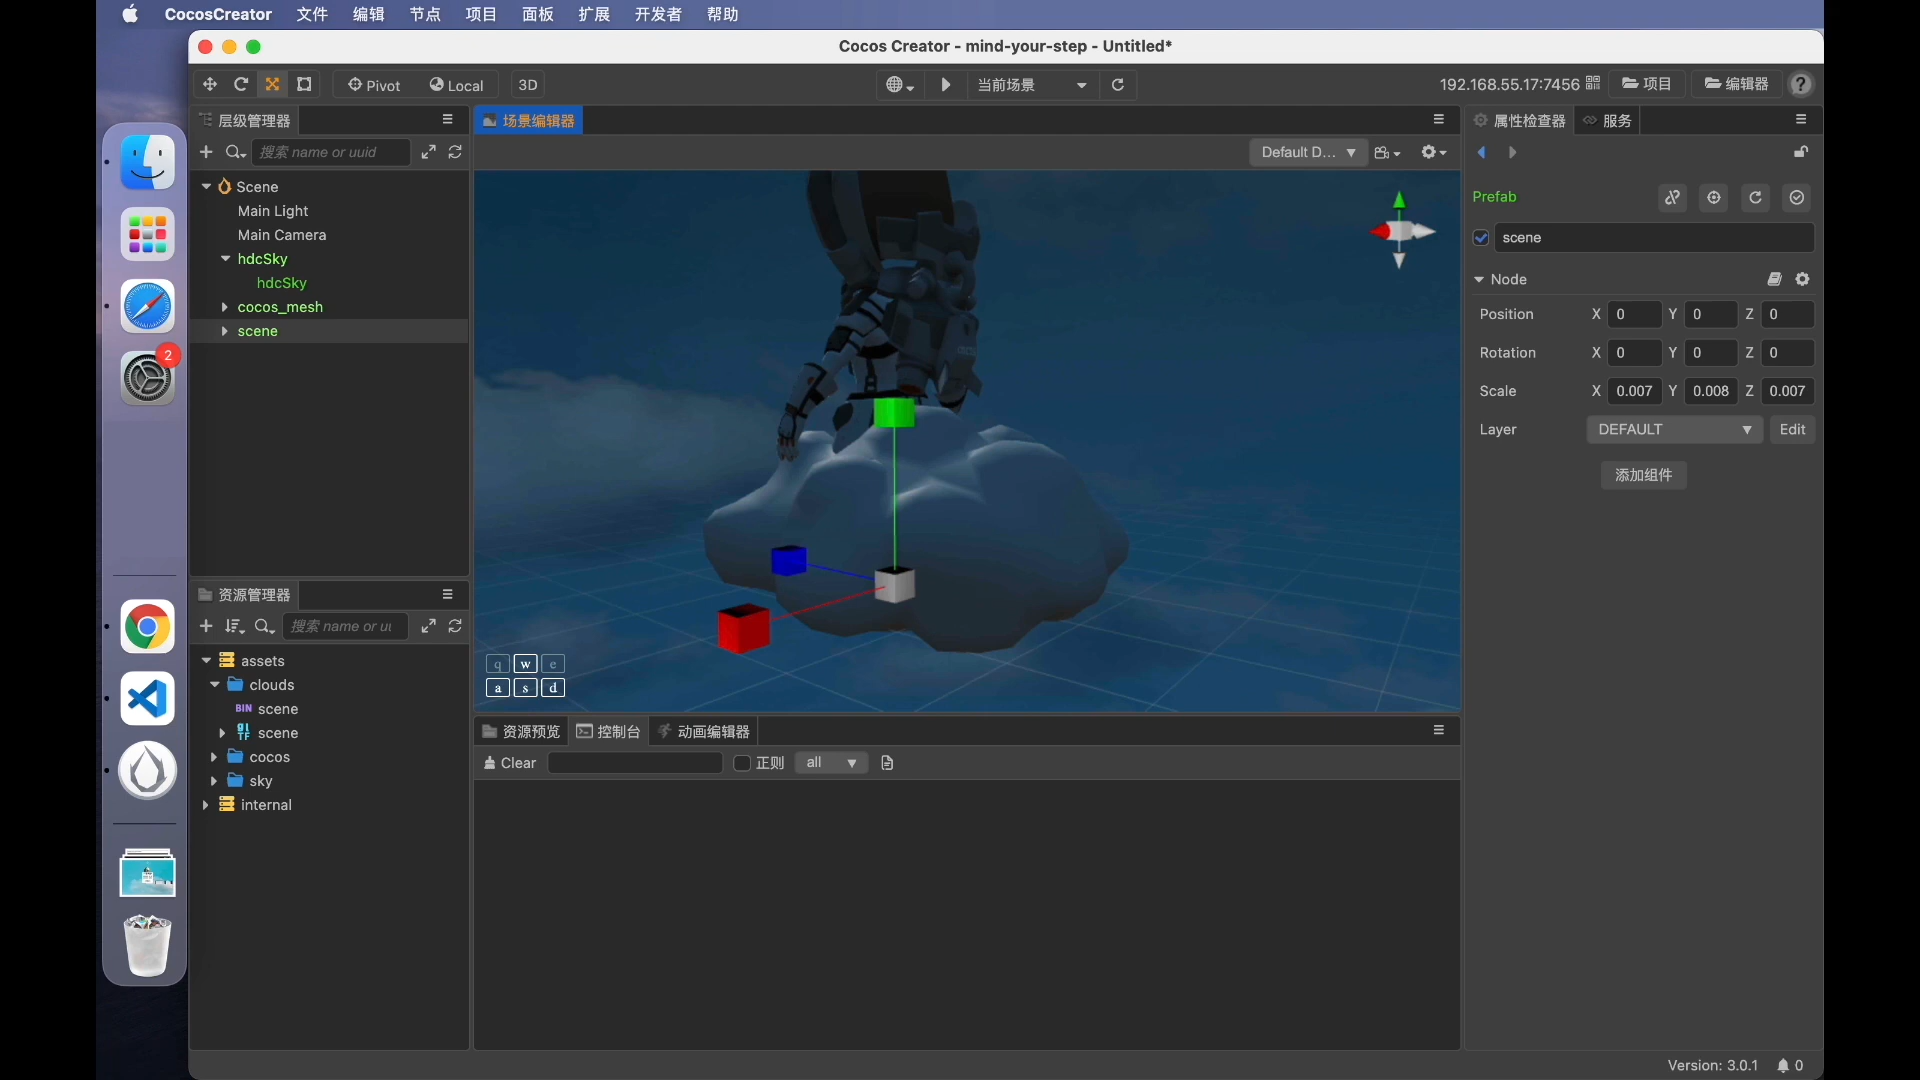 CocosCreator 文件 编辑 节点 项目 面板 扩展 开发者 帮助
Cocos Creator - mind-your-step - Untitled*
Pivot Local 3D 当前场景 192.168.55.17:7456 项目 编辑器 ?
层级管理器
搜索 name or uuid
Scene
Main Light
Main Camera
hdcSky
hdcSky
cocos_mesh
scene
2
资源管理器
搜索 name or uu
assets
clouds
BIN scene
scene
cocos
sky
internal
场景编辑器
Default D...
q w e
a s d
资源预览 控制台 动画编辑器
Clear 正则 all
属性检查器 服务
Prefab
scene
Node
Position X 0 Y 0 Z 0
Rotation X 0 Y 0 Z 0
Scale X 0.007 Y 0.008 Z 0.007
Layer DEFAULT Edit
添加组件
Version: 3.0.1 0